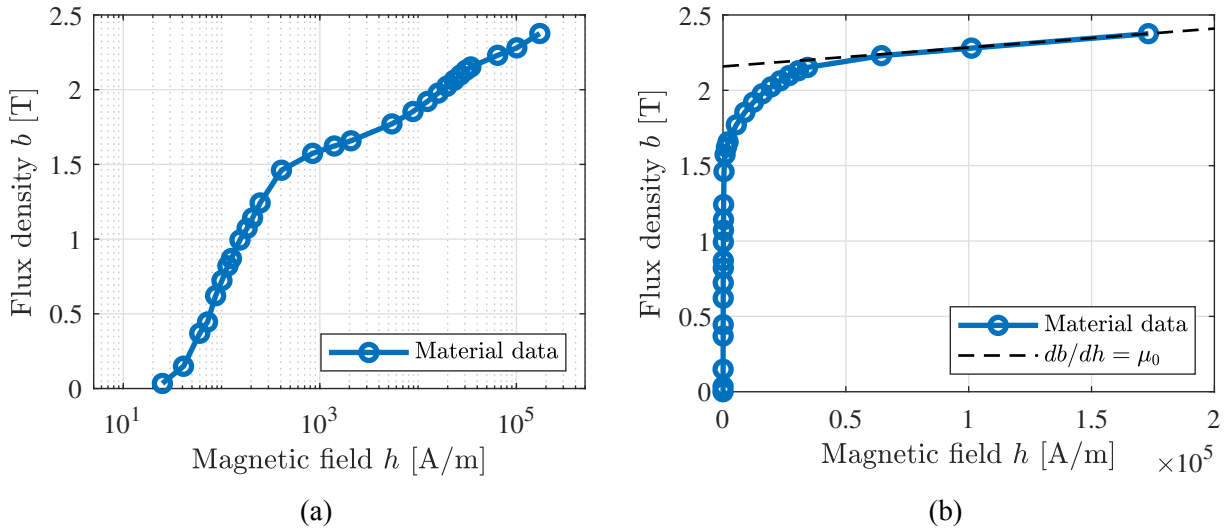 2.5
2
1.5
1
0.5
0
10^1
10^3
10^5
Flux density b [T]
Magnetic field h [A/m]
Material data
(a)
2.5
2
1.5
1
0.5
0
0
0.5
1
1.5
2
×10^5
Flux density b [T]
Magnetic field h [A/m]
Material data
db/dh = μ_0
(b)